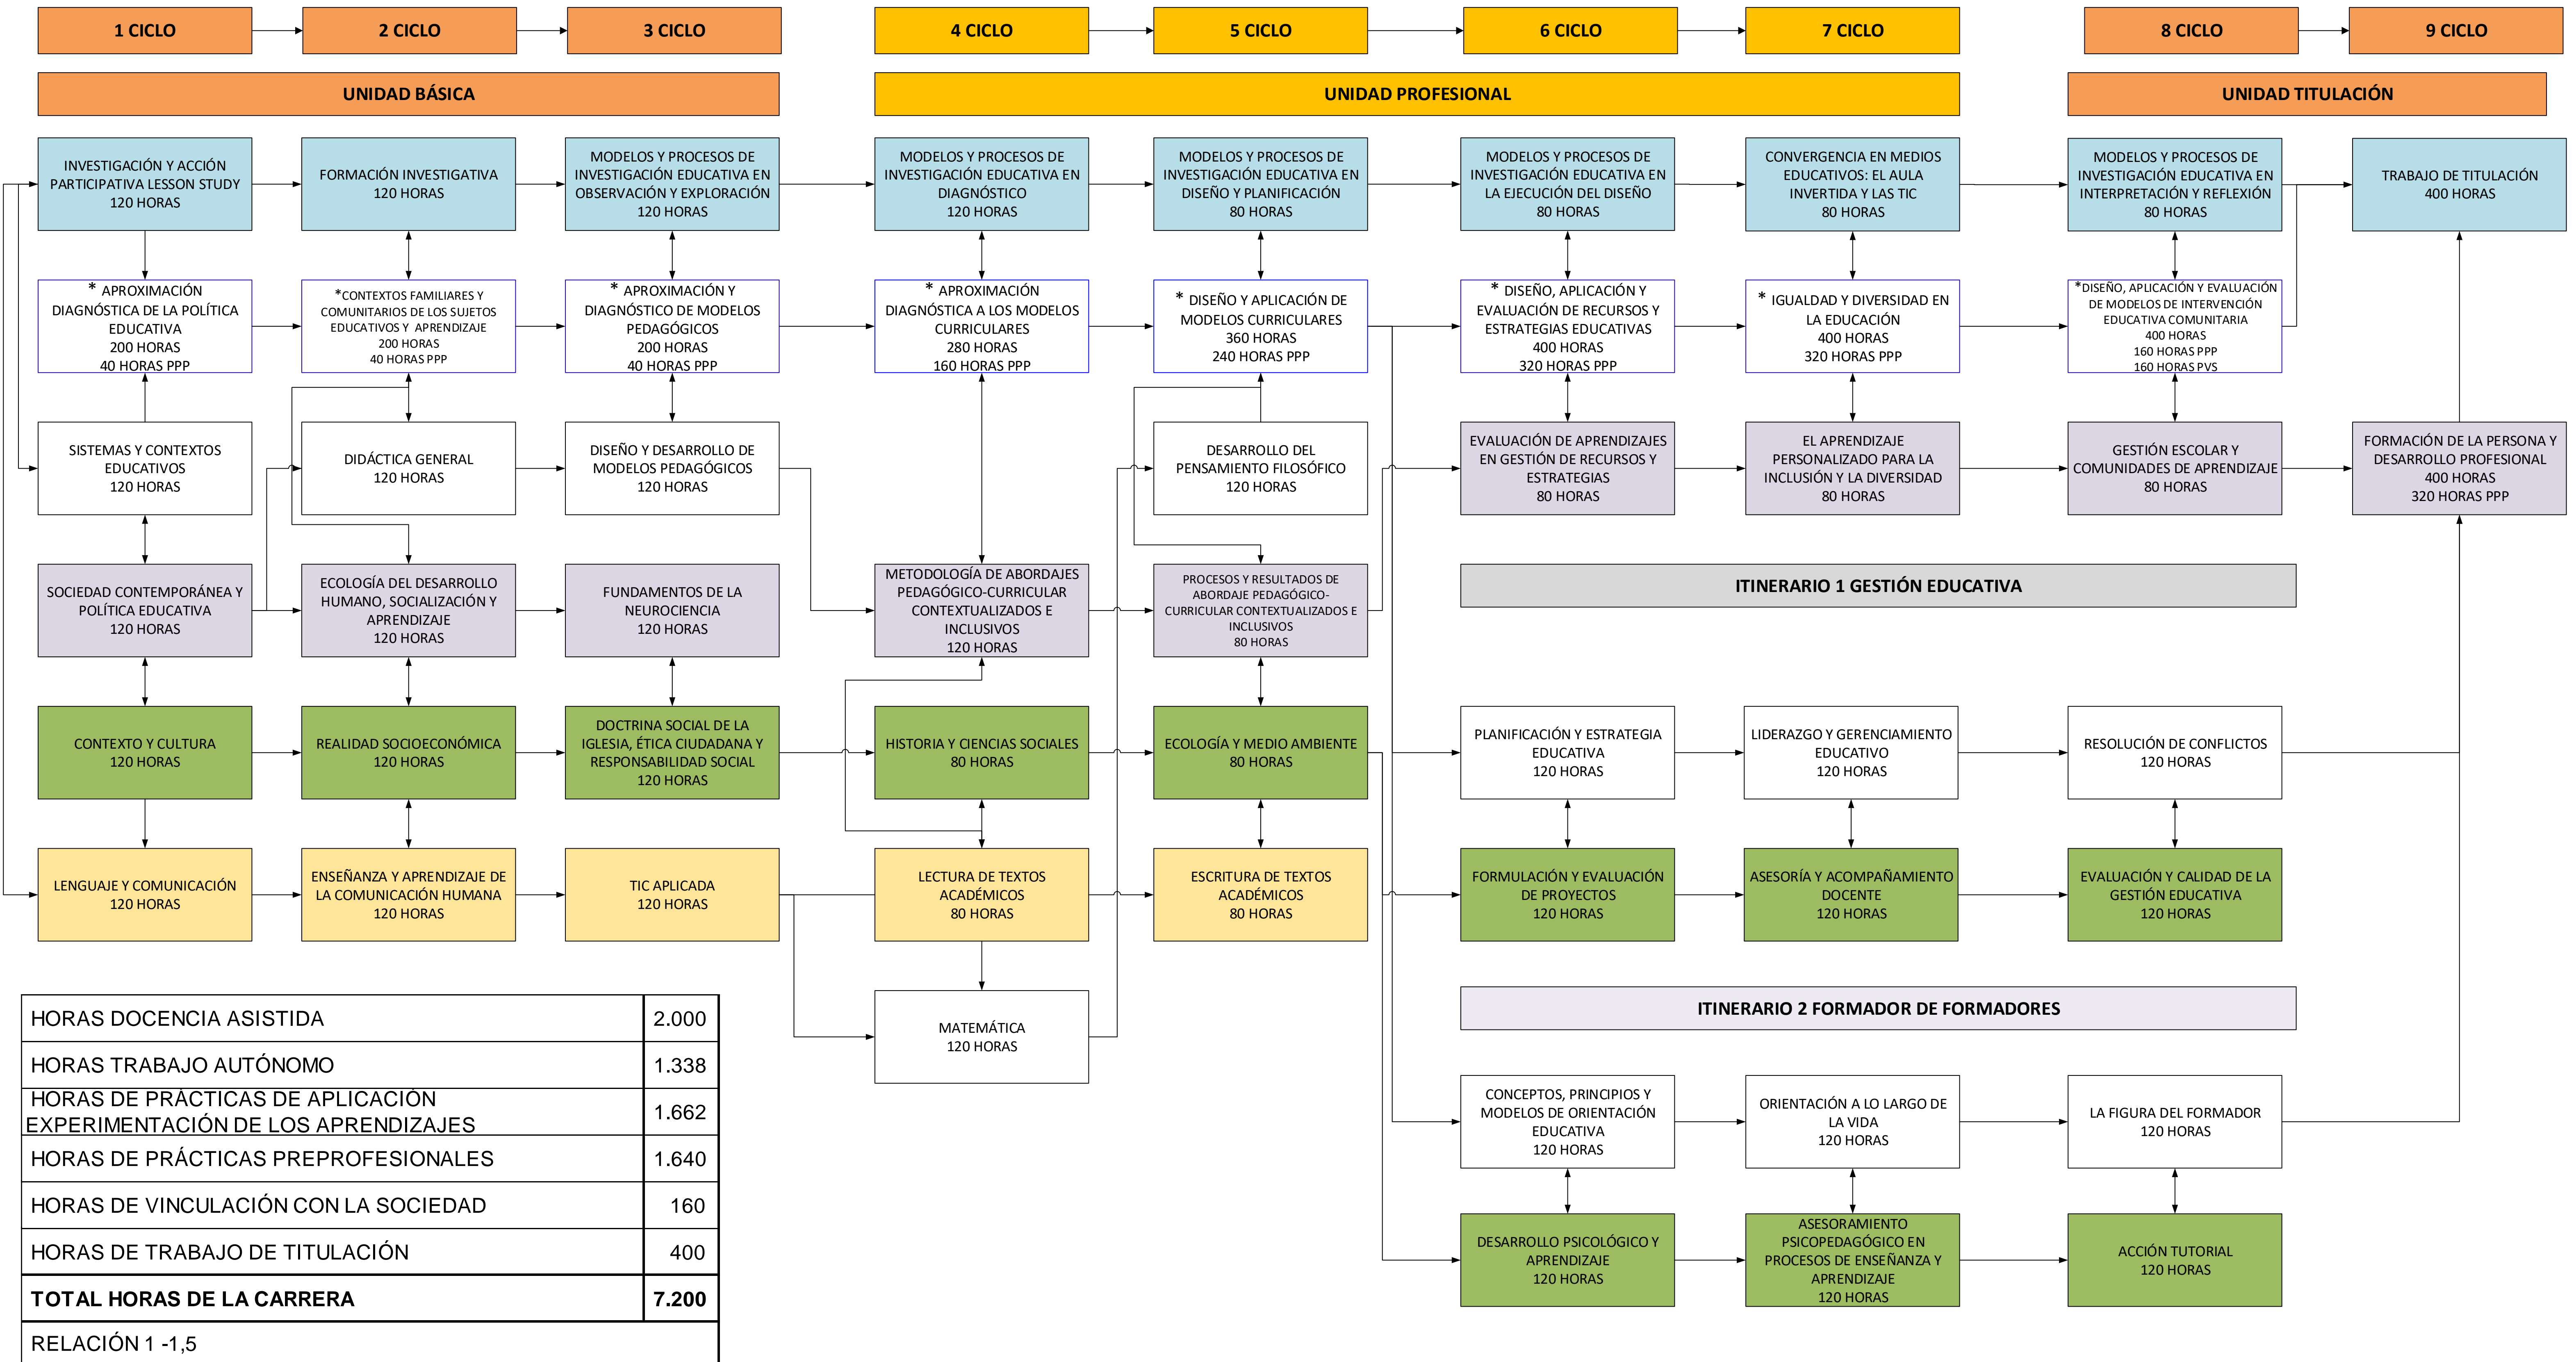 1 CICLO
2 CICLO
3 CICLO
4 CICLO
5 CICLO
6 CICLO
7 CICLO
8 CICLO
9 CICLO
UNIDAD BÁSICA
UNIDAD PROFESIONAL
UNIDAD TITULACIÓN
INVESTIGACIÓN Y ACCIÓN
PARTICIPATIVA LESSON STUDY
120 HORAS
FORMACIÓN INVESTIGATIVA
120 HORAS
MODELOS Y PROCESOS DE
INVESTIGACIÓN EDUCATIVA EN
OBSERVACIÓN Y EXPLORACIÓN
120 HORAS
MODELOS Y PROCESOS DE
INVESTIGACIÓN EDUCATIVA EN
DIAGNÓSTICO
120 HORAS
MODELOS Y PROCESOS DE
INVESTIGACIÓN EDUCATIVA EN
DISEÑO Y PLANIFICACIÓN
80 HORAS
MODELOS Y PROCESOS DE
INVESTIGACIÓN EDUCATIVA EN
LA EJECUCIÓN DEL DISEÑO
80 HORAS
CONVERGENCIA EN MEDIOS
EDUCATIVOS: EL AULA
INVERTIDA Y LAS TIC
80 HORAS
MODELOS Y PROCESOS DE
INVESTIGACIÓN EDUCATIVA EN
INTERPRETACIÓN Y REFLEXIÓN
80 HORAS
TRABAJO DE TITULACIÓN
400 HORAS
* APROXIMACIÓN
DIAGNÓSTICA DE LA POLÍTICA
EDUCATIVA
200 HORAS
40 HORAS PPP
*CONTEXTOS FAMILIARES Y
COMUNITARIOS DE LOS SUJETOS
EDUCATIVOS Y APRENDIZAJE
200 HORAS
40 HORAS PPP
* APROXIMACIÓN Y
DIAGNÓSTICO DE MODELOS
PEDAGÓGICOS
200 HORAS
40 HORAS PPP
* APROXIMACIÓN
DIAGNÓSTICA A LOS MODELOS
CURRICULARES
280 HORAS
160 HORAS PPP
* DISEÑO Y APLICACIÓN DE
MODELOS CURRICULARES
360 HORAS
240 HORAS PPP
* DISEÑO, APLICACIÓN Y
EVALUACIÓN DE RECURSOS Y
ESTRATEGIAS EDUCATIVAS
400 HORAS
320 HORAS PPP
* IGUALDAD Y DIVERSIDAD EN
LA EDUCACIÓN
400 HORAS
320 HORAS PPP
*DISEÑO, APLICACIÓN Y EVALUACIÓN
DE MODELOS DE INTERVENCIÓN
EDUCATIVA COMUNITARIA
400 HORAS
160 HORAS PPP
160 HORAS PVS
SISTEMAS Y CONTEXTOS
EDUCATIVOS
120 HORAS
DIDÁCTICA GENERAL
120 HORAS
DISEÑO Y DESARROLLO DE
MODELOS PEDAGÓGICOS
120 HORAS
DESARROLLO DEL
PENSAMIENTO FILOSÓFICO
120 HORAS
EVALUACIÓN DE APRENDIZAJES
EN GESTIÓN DE RECURSOS Y
ESTRATEGIAS
80 HORAS
EL APRENDIZAJE
PERSONALIZADO PARA LA
INCLUSIÓN Y LA DIVERSIDAD
80 HORAS
GESTIÓN ESCOLAR Y
COMUNIDADES DE APRENDIZAJE
80 HORAS
FORMACIÓN DE LA PERSONA Y
DESARROLLO PROFESIONAL
400 HORAS
320 HORAS PPP
SOCIEDAD CONTEMPORÁNEA Y
POLÍTICA EDUCATIVA
120 HORAS
ECOLOGÍA DEL DESARROLLO
HUMANO, SOCIALIZACIÓN Y
APRENDIZAJE
120 HORAS
FUNDAMENTOS DE LA
NEUROCIENCIA
120 HORAS
METODOLOGÍA DE ABORDAJES
PEDAGÓGICO-CURRICULAR
CONTEXTUALIZADOS E
INCLUSIVOS
120 HORAS
PROCESOS Y RESULTADOS DE
ABORDAJE PEDAGÓGICO-
CURRICULAR CONTEXTUALIZADOS E
INCLUSIVOS
80 HORAS
ITINERARIO 1 GESTIÓN EDUCATIVA
CONTEXTO Y CULTURA
120 HORAS
REALIDAD SOCIOECONÓMICA
120 HORAS
DOCTRINA SOCIAL DE LA
IGLESIA, ÉTICA CIUDADANA Y
RESPONSABILIDAD SOCIAL
120 HORAS
HISTORIA Y CIENCIAS SOCIALES
80 HORAS
ECOLOGÍA Y MEDIO AMBIENTE
80 HORAS
PLANIFICACIÓN Y ESTRATEGIA
EDUCATIVA
120 HORAS
LIDERAZGO Y GERENCIAMIENTO
EDUCATIVO
120 HORAS
RESOLUCIÓN DE CONFLICTOS
120 HORAS
LENGUAJE Y COMUNICACIÓN
120 HORAS
ENSEÑANZA Y APRENDIZAJE DE
LA COMUNICACIÓN HUMANA
120 HORAS
TIC APLICADA
120 HORAS
LECTURA DE TEXTOS
ACADÉMICOS
80 HORAS
ESCRITURA DE TEXTOS
ACADÉMICOS
80 HORAS
FORMULACIÓN Y EVALUACIÓN
DE PROYECTOS
120 HORAS
ASESORÍA Y ACOMPAÑAMIENTO
DOCENTE
120 HORAS
EVALUACIÓN Y CALIDAD DE LA
GESTIÓN EDUCATIVA
120 HORAS
MATEMÁTICA
120 HORAS
ITINERARIO 2 FORMADOR DE FORMADORES
CONCEPTOS, PRINCIPIOS Y
MODELOS DE ORIENTACIÓN
EDUCATIVA
120 HORAS
ORIENTACIÓN A LO LARGO DE
LA VIDA
120 HORAS
LA FIGURA DEL FORMADOR
120 HORAS
DESARROLLO PSICOLÓGICO Y
APRENDIZAJE
120 HORAS
ASESORAMIENTO
PSICOPEDAGÓGICO EN
PROCESOS DE ENSEÑANZA Y
APRENDIZAJE
120 HORAS
ACCIÓN TUTORIAL
120 HORAS
HORAS DOCENCIA ASISTIDA 2.000
HORAS TRABAJO AUTÓNOMO 1.338
HORAS DE PRÁCTICAS DE APLICACIÓN
EXPERIMENTACIÓN DE LOS APRENDIZAJES 1.662
HORAS DE PRÁCTICAS PREPROFESIONALES 1.640
HORAS DE VINCULACIÓN CON LA SOCIEDAD 160
HORAS DE TRABAJO DE TITULACIÓN 400
TOTAL HORAS DE LA CARRERA 7.200
RELACIÓN 1 -1,5